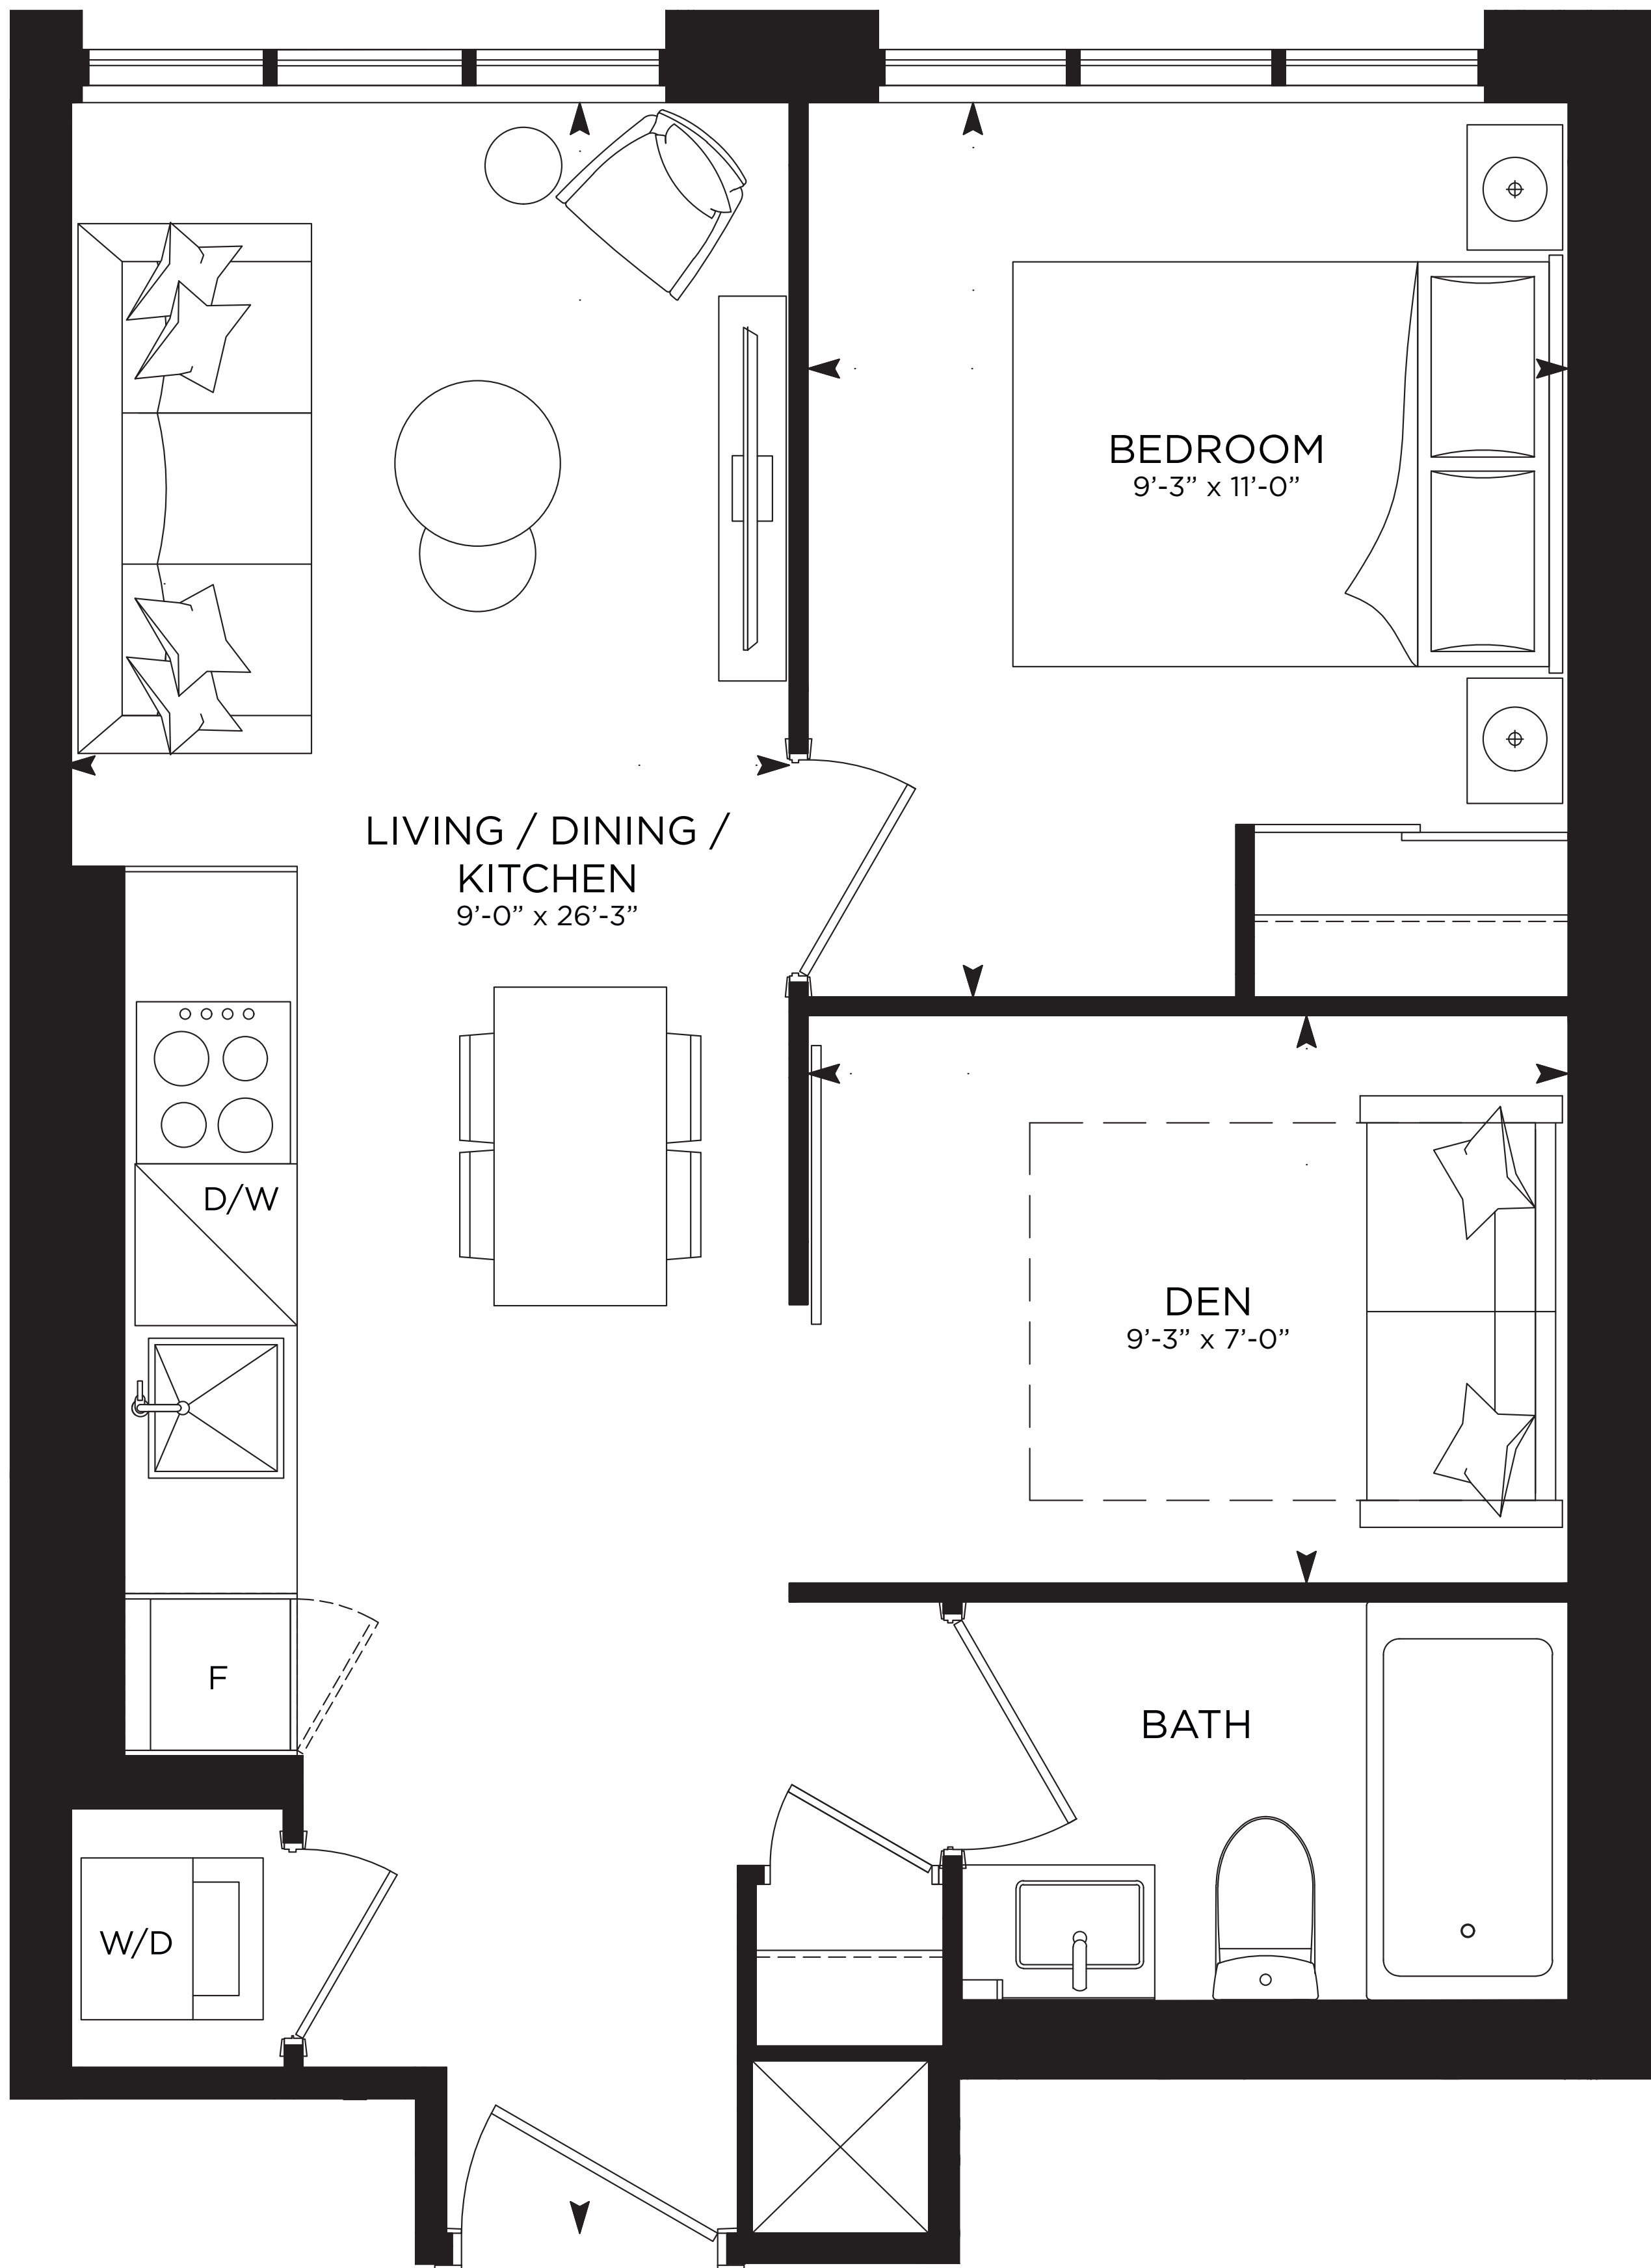 BEDROOM
9’-3” x 11’-0”
LIVING / DINING /
KITCHEN
9’-0” x 26’-3”
D/W
DEN
9’-3” x 7’-0”
F
BATH
W/D